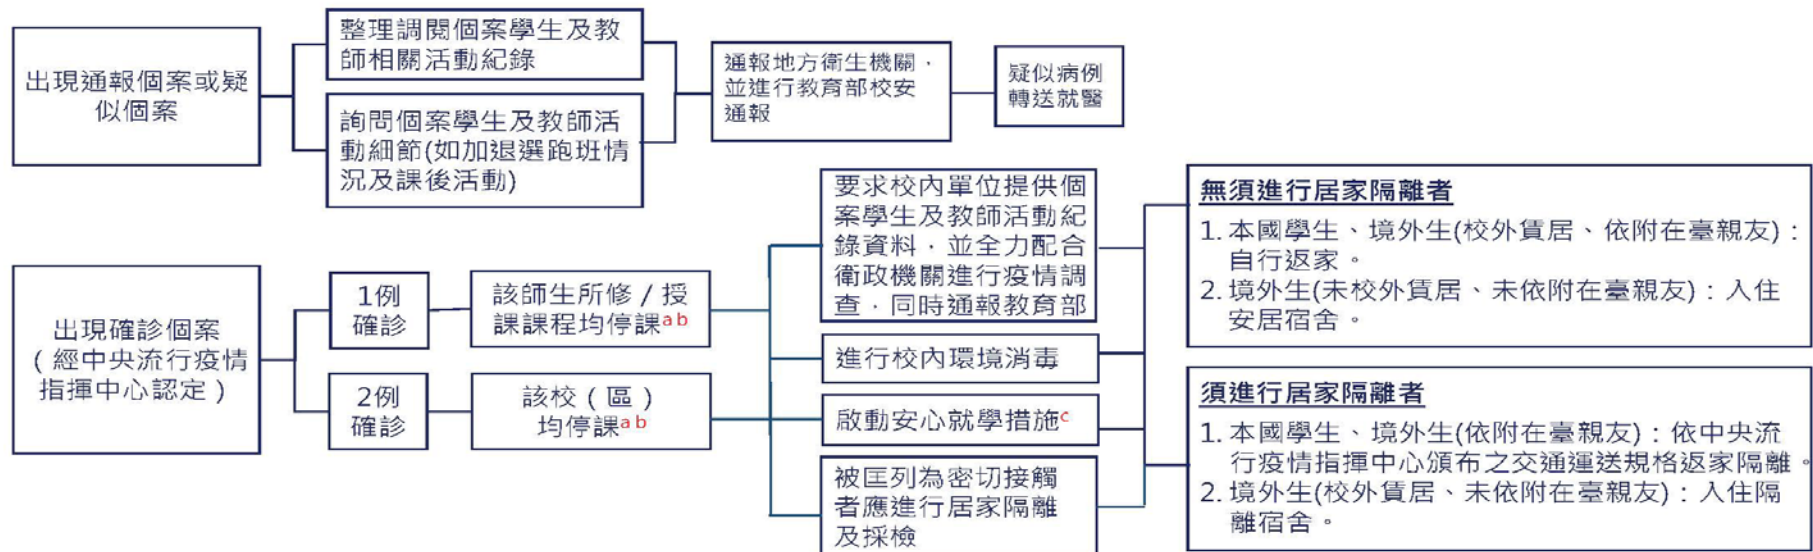 出現通報個案或疑
似個案
整理調閱個案學生及教
師相關活動紀錄
詢問個案學生及教師活
動細節(如加退選跑班情
況及課後活動)
通報地方衛生機關，
並進行教育部校安
通報
疑似病例
轉送就醫
出現確診個案
（經中央流行疫情
指揮中心認定）
1例
確診
該師生所修／授
課課程均停課ab
2例
確診
該校（區）
均停課ab
要求校內單位提供個
案學生及教師活動紀
錄資料，並全力配合
衛政機關進行疫情調
查，同時通報教育部
進行校內環境消毒
啟動安心就學措施c
被匡列為密切接觸
者應進行居家隔離
及採檢
無須進行居家隔離者
1. 本國學生、境外生(校外賃居、依附在臺親友)：
自行返家。
2. 境外生(未校外賃居、未依附在臺親友)：入住
安居宿舍。
須進行居家隔離者
1. 本國學生、境外生(依附在臺親友)：依中央流
行疫情指揮中心頒布之交通運送規格返家隔離。
2. 境外生(校外賃居、未依附在臺親友)：入住隔
離宿舍。